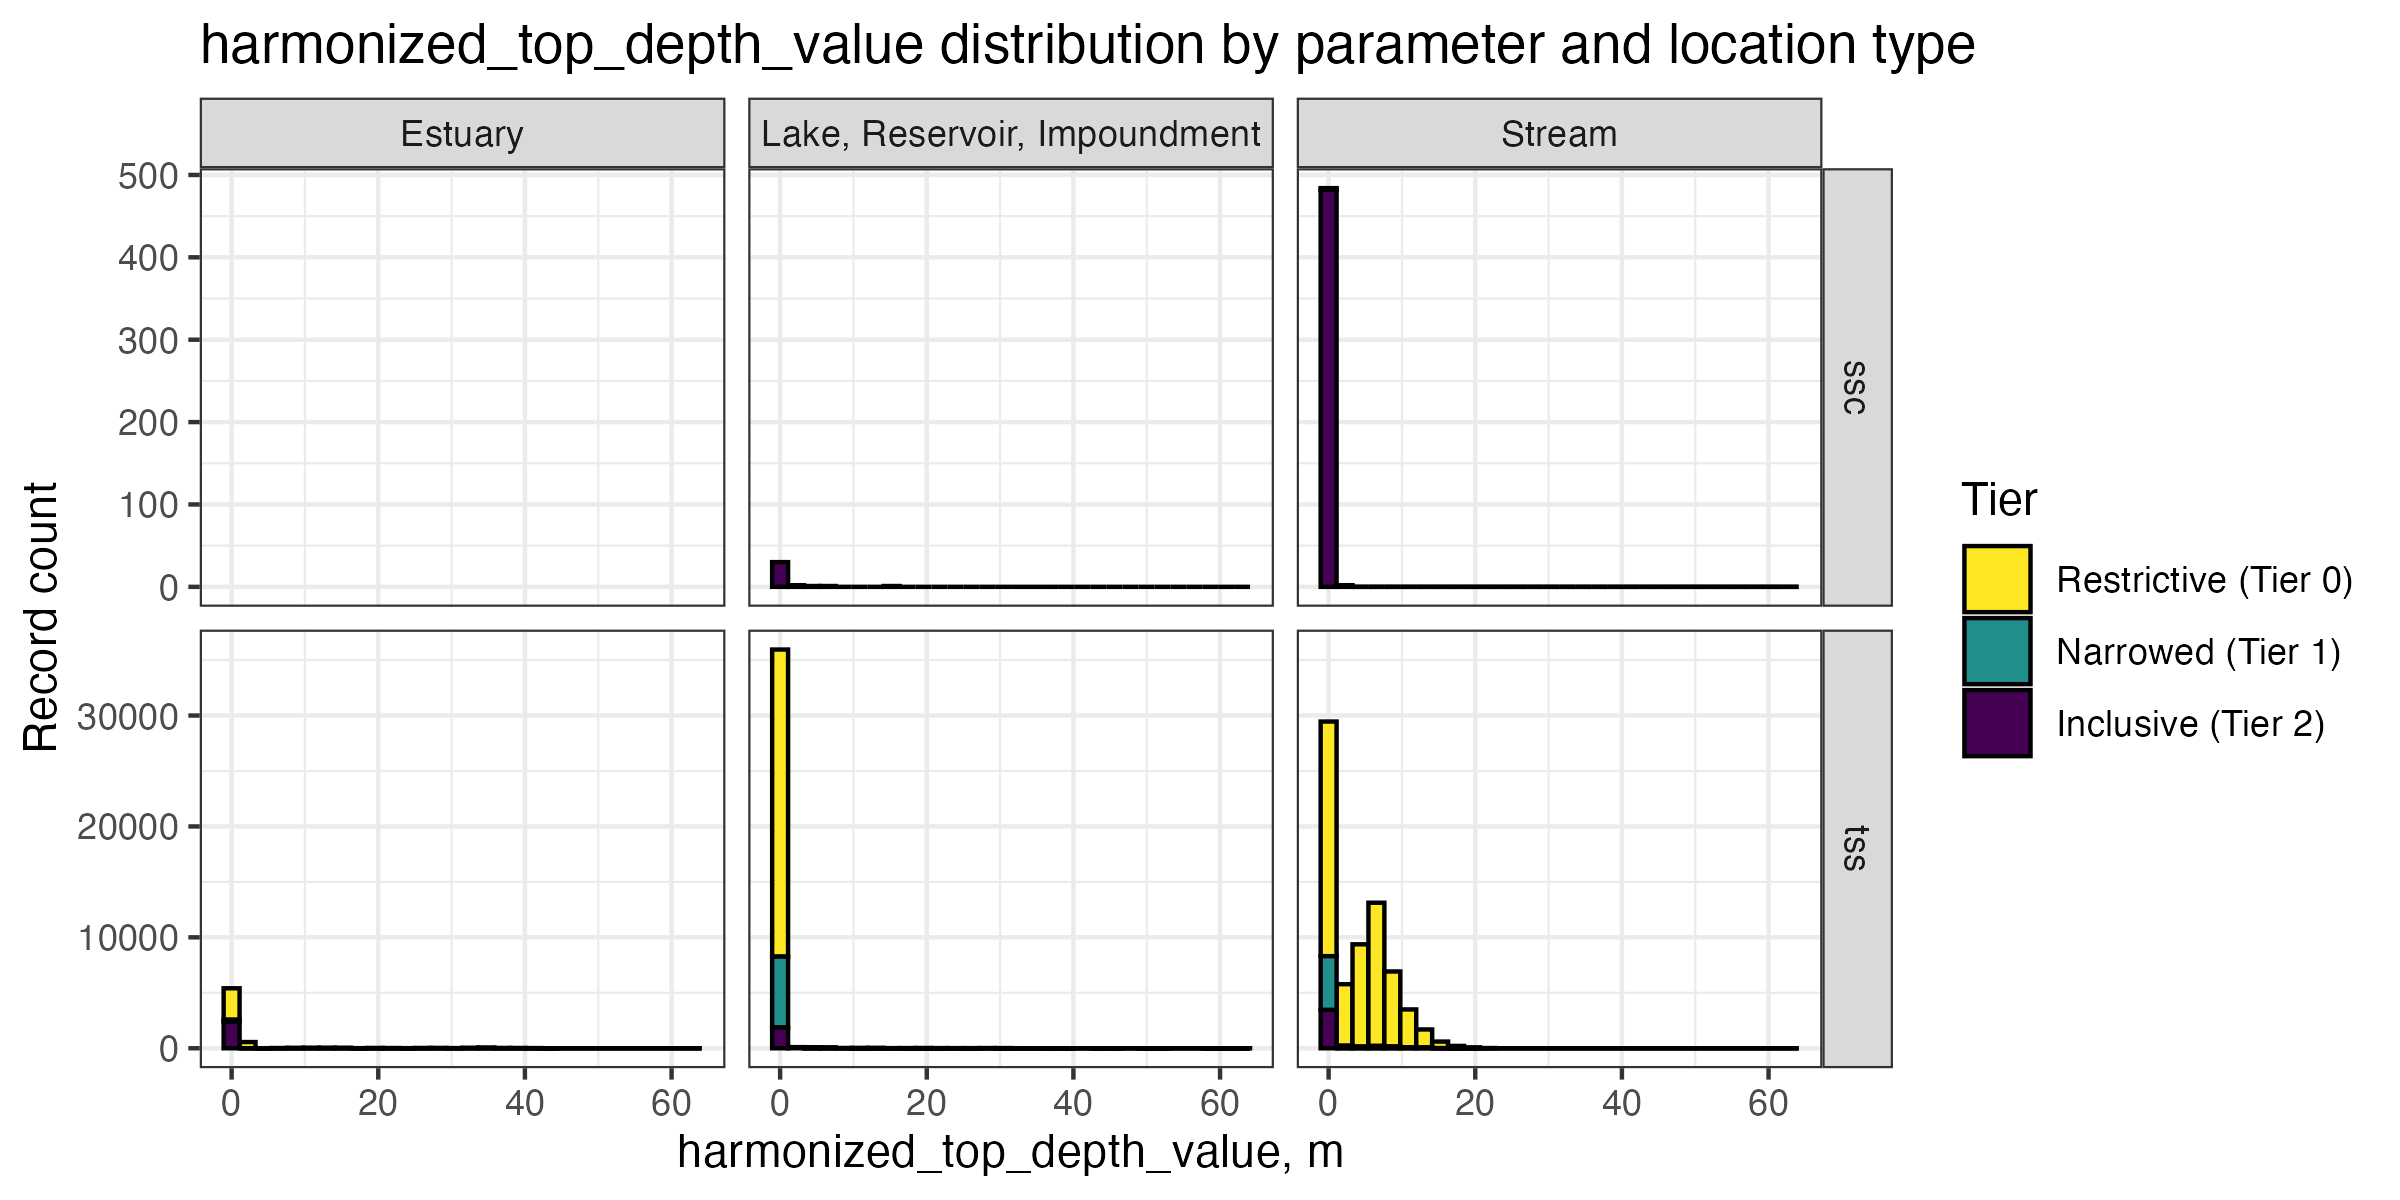 harmonized_top_depth_value distribution by parameter and location type
Estuary
Lake, Reservoir, Impoundment
Stream
500
400
300
200
100
0
ssc
30000
20000
10000
0
tss
0 20 40 60
0 20 40 60
0 20 40 60
harmonized_top_depth_value, m
Record count
Tier
Restrictive (Tier 0)
Narrowed (Tier 1)
Inclusive (Tier 2)